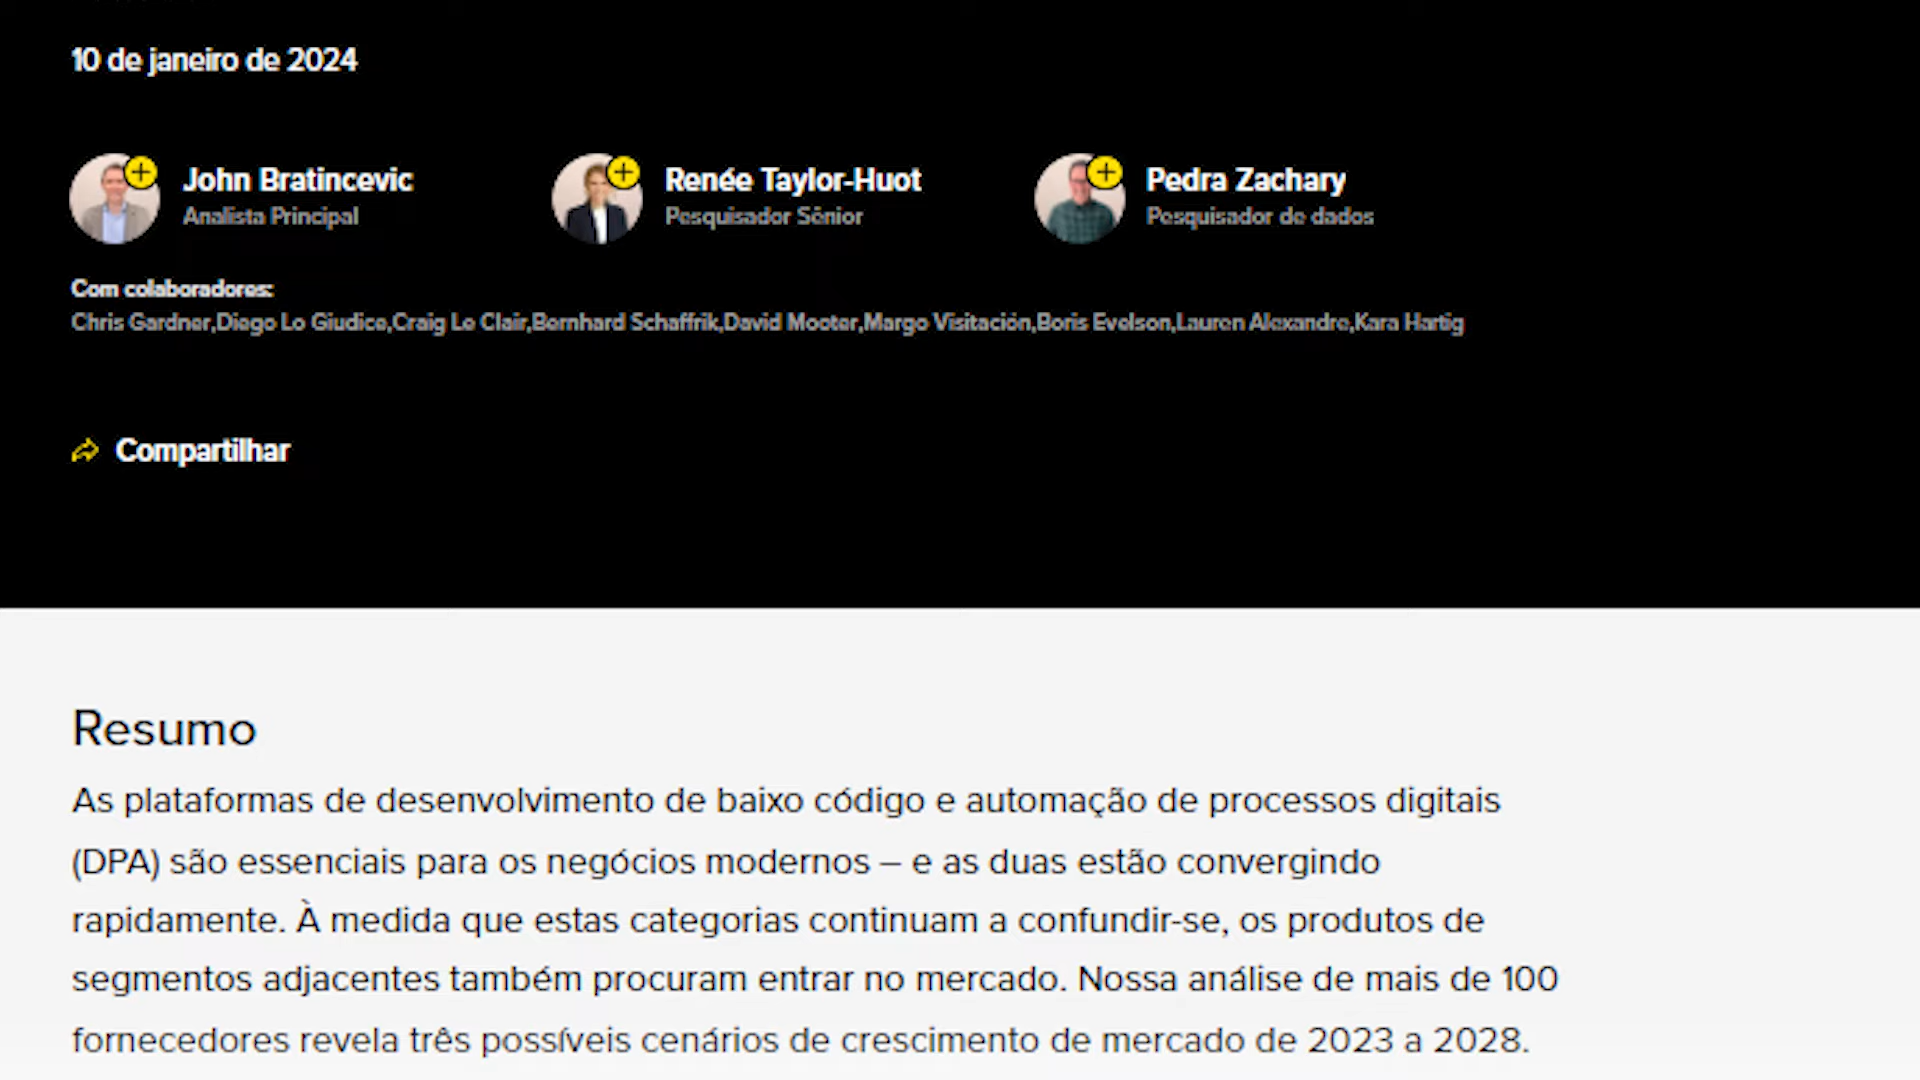 10 de janeiro de 2024
John Bratincevic
Analista Principal
Renée Taylor-Huot
Pesquisador Sênior
Pedra Zachary
Pesquisador de dados
Com colaboradores:
Chris Gardner,Diego Lo Giudice,Craig Le Clair,Bernhard Schaffrik,David Mooter,Margo Visitación,Boris Evelson,Lauren Alexandre,Kara Hartig
Compartilhar
Resumo
As plataformas de desenvolvimento de baixo código e automação de processos digitais
(DPA) são essenciais para os negócios modernos – e as duas estão convergindo
rapidamente. À medida que estas categorias continuam a confundir-se, os produtos de
segmentos adjacentes também procuram entrar no mercado. Nossa análise de mais de 100
fornecedores revela três possíveis cenários de crescimento de mercado de 2023 a 2028.